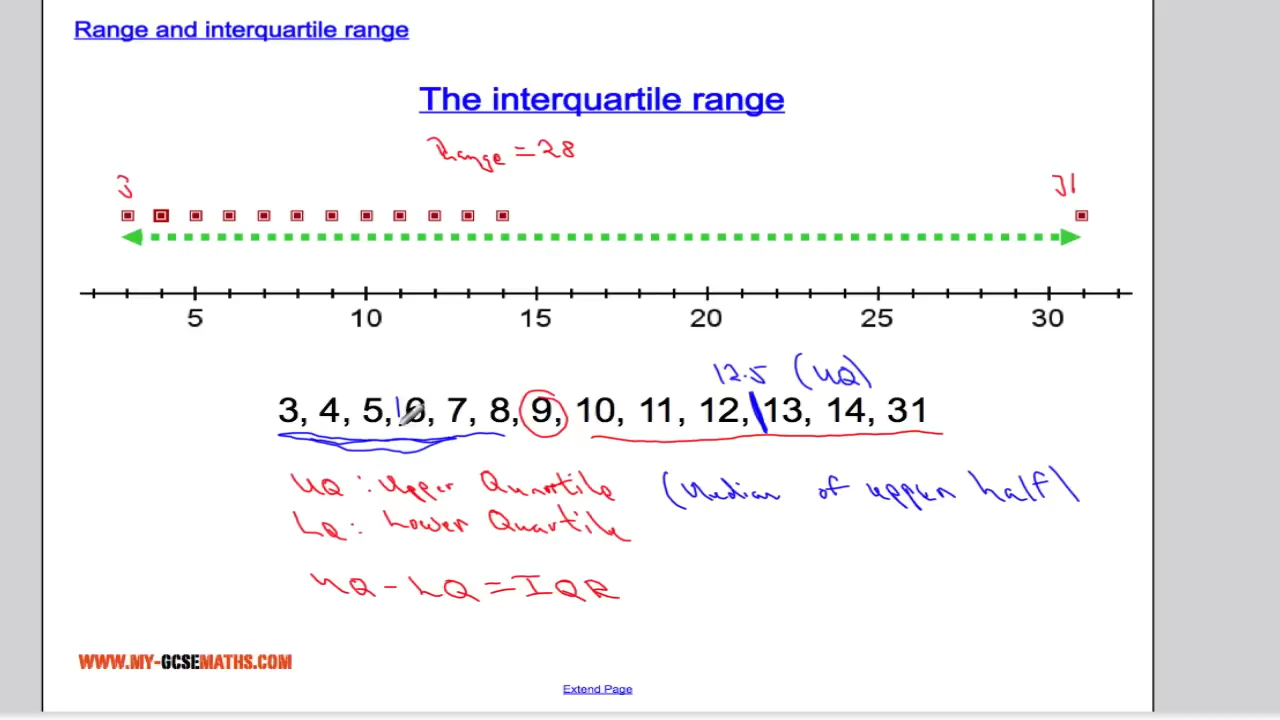 Range and interquartile range
The interquartile range
Range = 28
3 31
5 10 15 20 25 30
12.5 (UQ)
3, 4, 5, 6, 7, 8, 9, 10, 11, 12, 13, 14, 31
UQ : Upper Quartile (Median of upper half)
LQ : Lower Quartile
UQ - LQ = IQR
WWW.MY-GCSEMATHS.COM
Extend Page